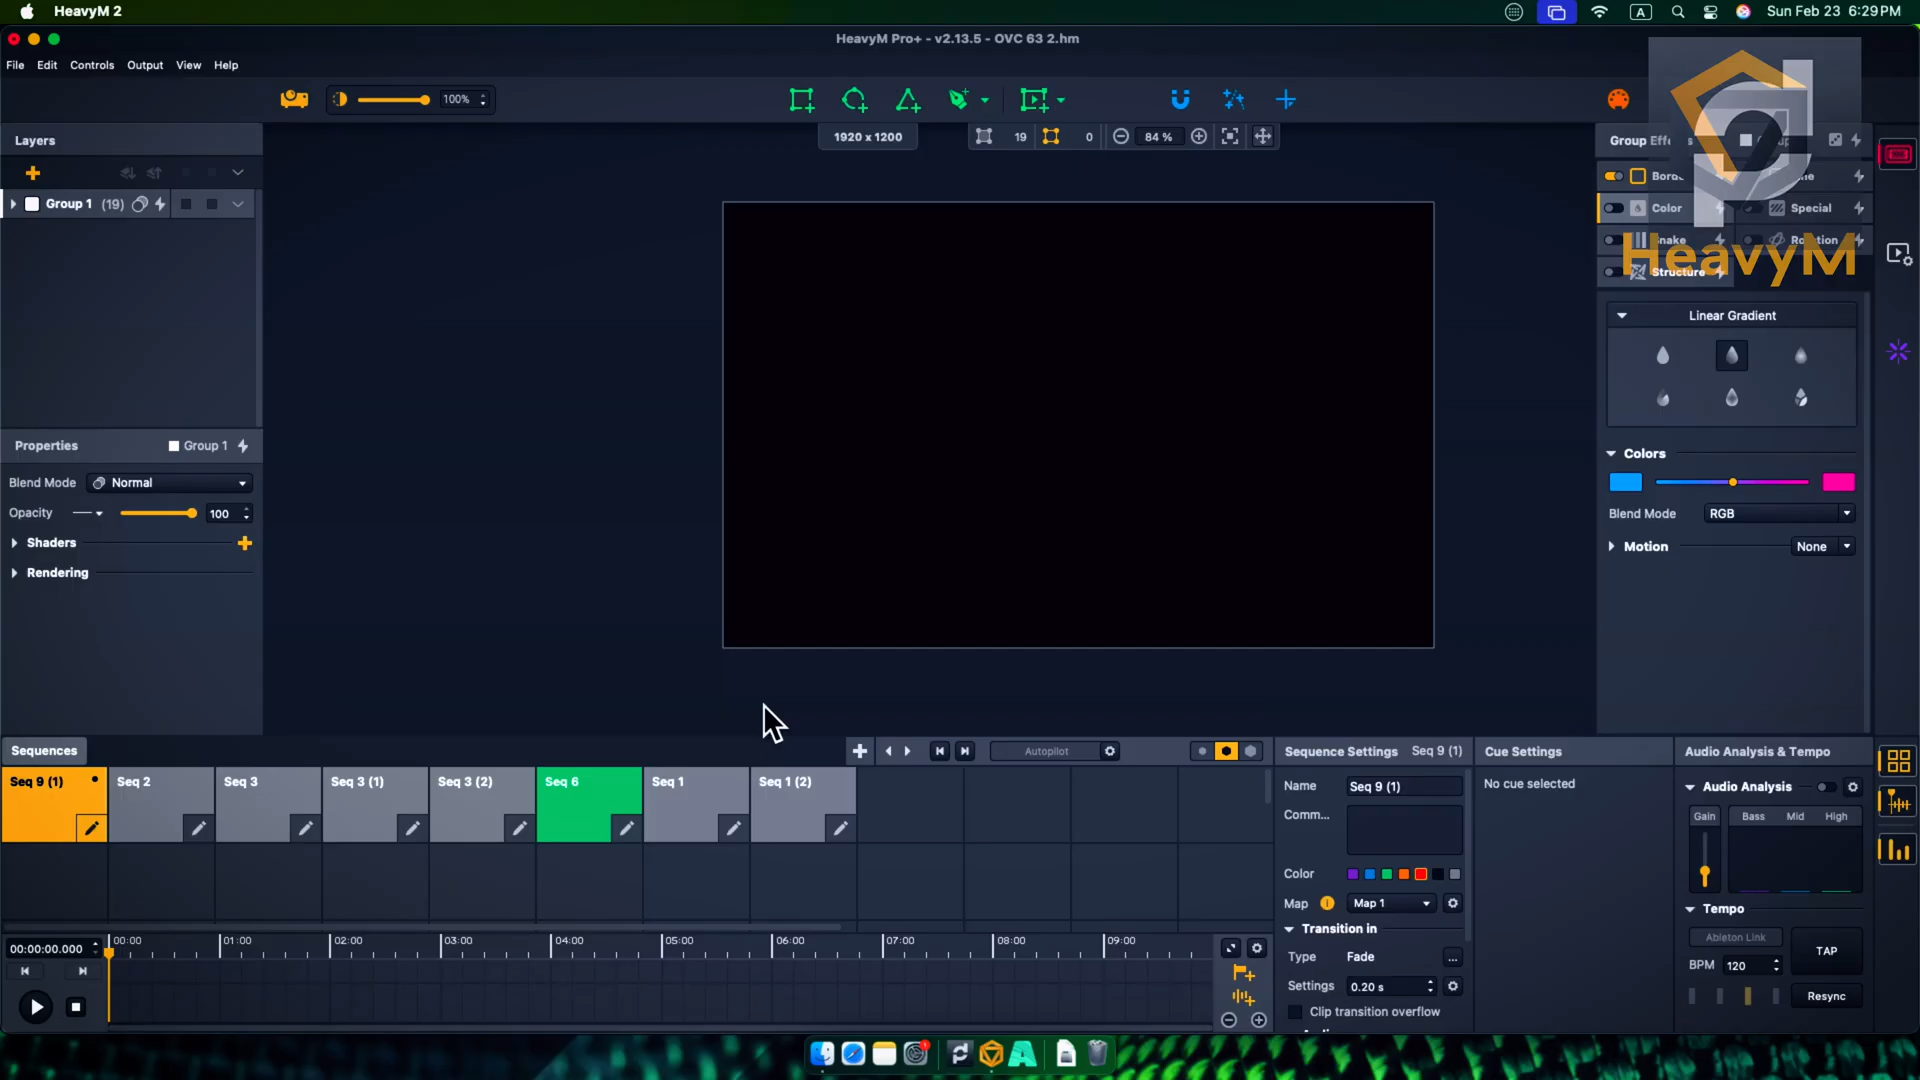 HeavyM 2
Sun Feb 23 6:29 PM
HeavyM Pro+ - v2.13.5 - OVC 63 2.hm
File Edit Controls Output View Help
100%
1920 x 1200
19
0
84 %
Layers
Group 1 (19)
Properties
Group 1
Blend Mode
Normal
Opacity
100
Shaders
Rendering
Group
Color
Special
Structure
HeavyM
Linear Gradient
Colors
Blend Mode
RGB
Motion
None
Sequences
Autopilot
Seq 9 (1)
Seq 2
Seq 3
Seq 3 (1)
Seq 3 (2)
Seq 6
Seq 1
Seq 1 (2)
00:00:00.000
00:00
01:00
02:00
03:00
04:00
05:00
06:00
07:00
08:00
09:00
Sequence Settings
Seq 9 (1)
Name
Seq 9 (1)
Comm...
Color
Map
Map 1
Transition in
Type
Fade
...
Settings
0.20 s
Clip transition overflow
Cue Settings
No cue selected
Audio Analysis & Tempo
Audio Analysis
Gain
Bass
Mid
High
Tempo
Ableton Link
TAP
BPM
120
Resync